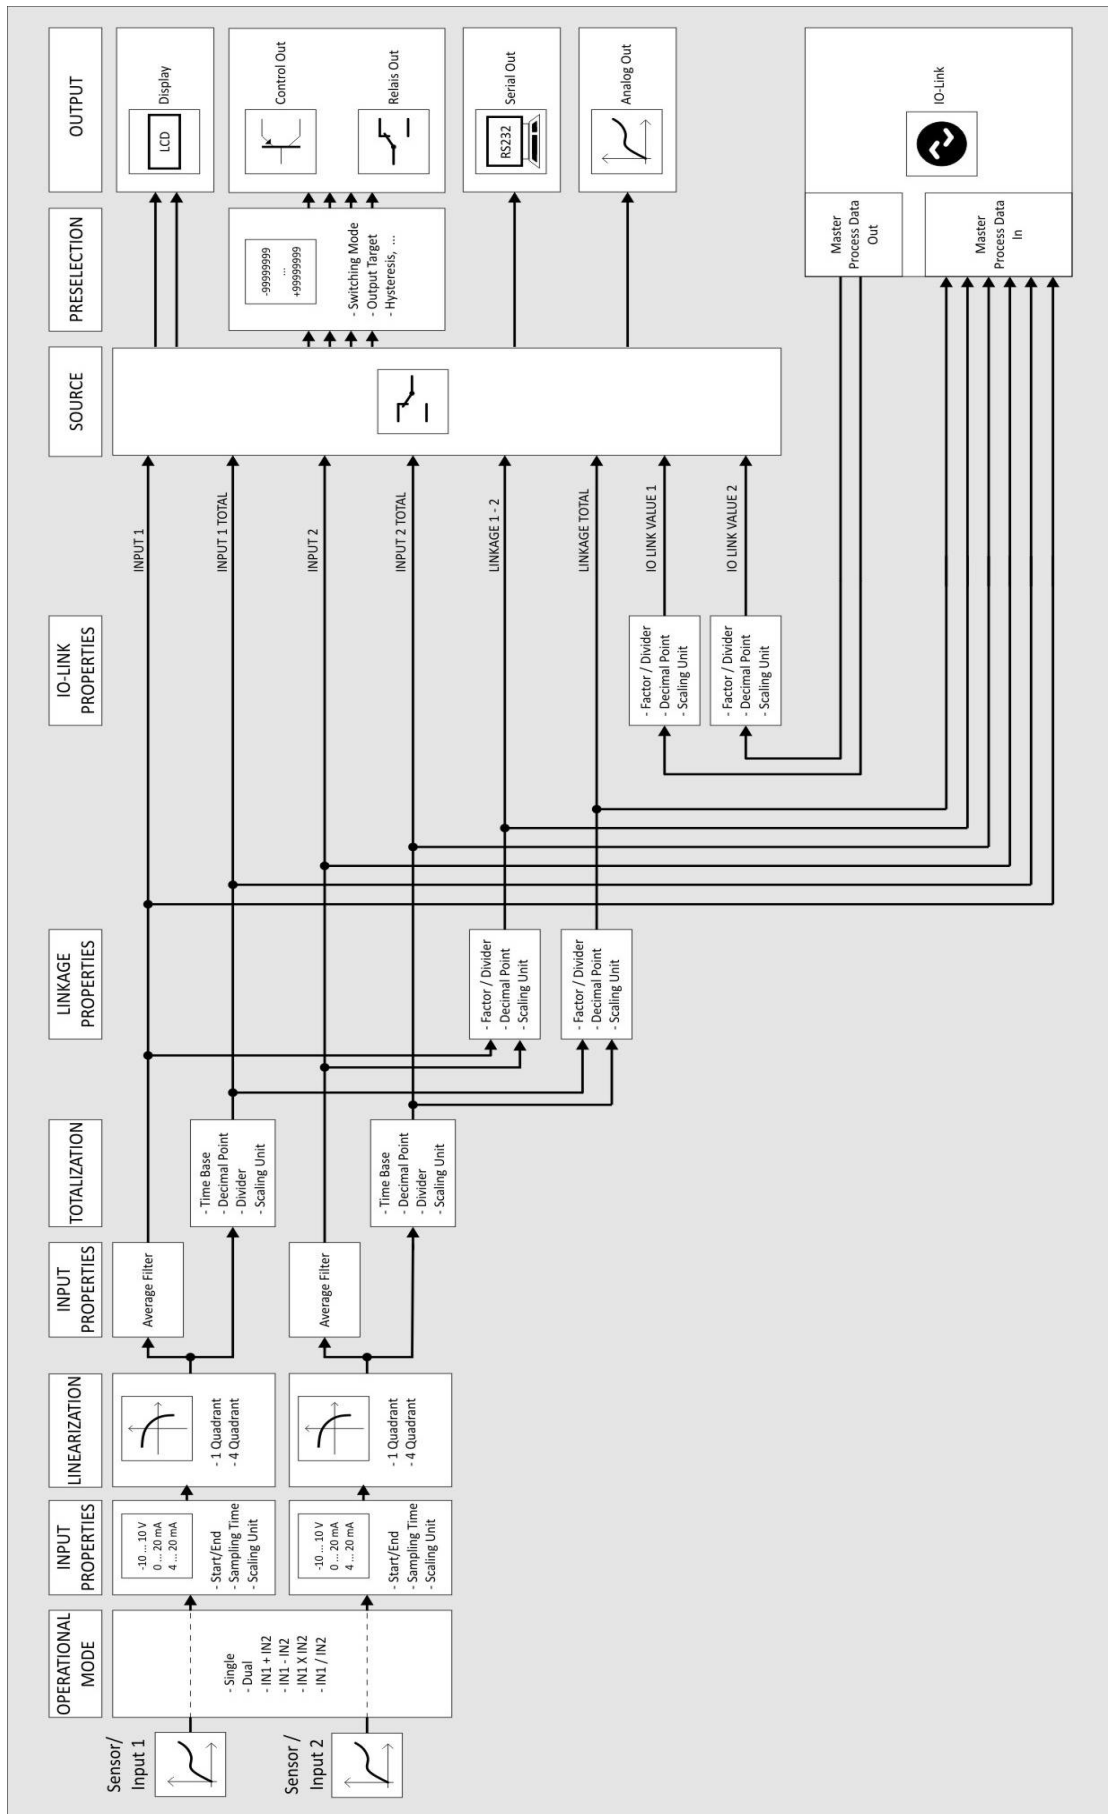 OPERATIONAL
MODE
INPUT
PROPERTIES
LINEARIZATION
INPUT
PROPERTIES
TOTALIZATION
LINKAGE
PROPERTIES
IO-LINK
PROPERTIES
SOURCE
PRESELECTION
OUTPUT
Sensor/
Input 1
Sensor /
Input 2
- Single
- Dual
- IN1 + IN2
- IN1 - IN2
- IN1 X IN2
- IN1 / IN2
-10 ... 10 V
0 ... 20 mA
4 ... 20 mA
- Start/End
- Sampling Time
- Scaling Unit
-10 ... 10 V
0 ... 20 mA
4 ... 20 mA
- Start/End
- Sampling Time
- Scaling Unit
- 1 Quadrant
- 4 Quadrant
- 1 Quadrant
- 4 Quadrant
Average Filter
Average Filter
- Time Base
- Decimal Point
- Divider
- Scaling Unit
- Time Base
- Decimal Point
- Divider
- Scaling Unit
- Factor / Divider
- Decimal Point
- Scaling Unit
- Factor / Divider
- Decimal Point
- Scaling Unit
- Factor / Divider
- Decimal Point
- Scaling Unit
- Factor / Divider
- Decimal Point
- Scaling Unit
INPUT 1
INPUT 1 TOTAL
INPUT 2
INPUT 2 TOTAL
LINKAGE 1 - 2
LINKAGE TOTAL
IO LINK VALUE 1
IO LINK VALUE 2
-99999999
...
+99999999
- Switching Mode
- Output Target
- Hysteresis, ...
LCD
Display
Control Out
Relais Out
RS232
Serial Out
Analog Out
Master
Process Data
Out
Master
Process Data
In
IO-Link